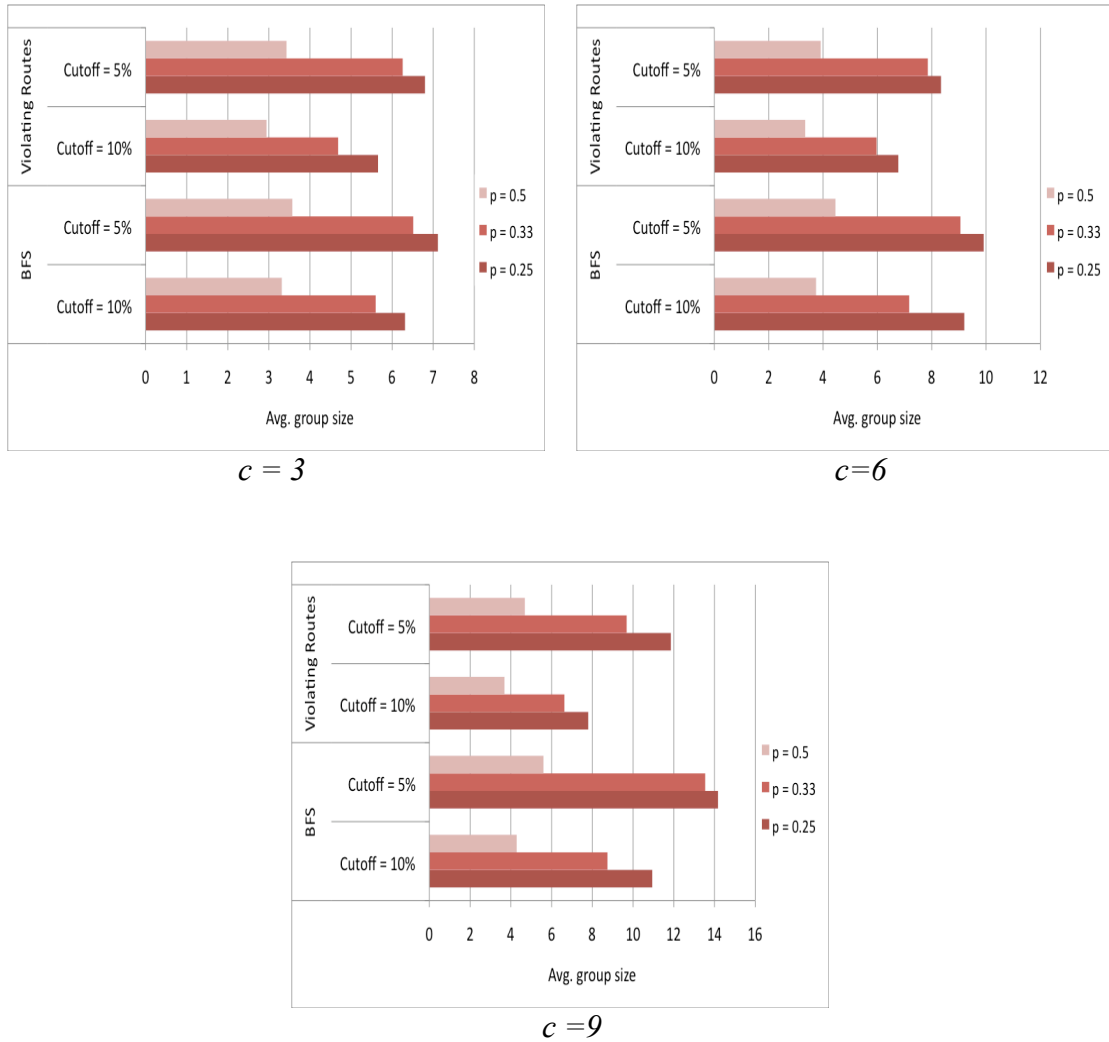 Violating Routes
Cutoff = 5%
Cutoff = 10%
BFS
Cutoff = 5%
Cutoff = 10%
p = 0.5
p = 0.33
p = 0.25
0 1 2 3 4 5 6 7 8
Avg. group size
c = 3
Violating Routes
Cutoff = 5%
Cutoff = 10%
BFS
Cutoff = 5%
Cutoff = 10%
p = 0.5
p = 0.33
p = 0.25
0 2 4 6 8 10 12
Avg. group size
c=6
Violating Routes
Cutoff = 5%
Cutoff = 10%
BFS
Cutoff = 5%
Cutoff = 10%
p = 0.5
p = 0.33
p = 0.25
0 2 4 6 8 10 12 14 16
Avg. group size
c =9